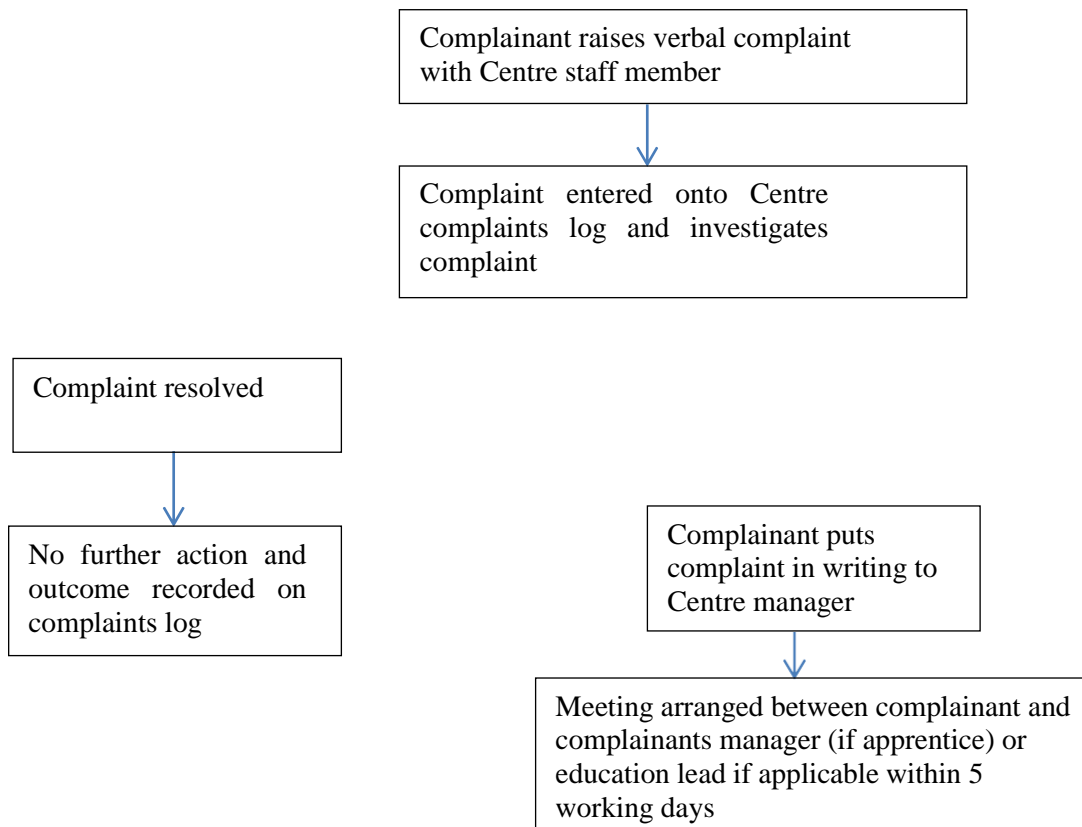 Complainant raises verbal complaint
with Centre staff member
Complaint entered onto Centre
complaints log and investigates
complaint
Complaint resolved
No further action and
outcome recorded on
complaints log
Complainant puts
complaint in writing to
Centre manager
Meeting arranged between complainant and
complainants manager (if apprentice) or
education lead if applicable within 5
working days